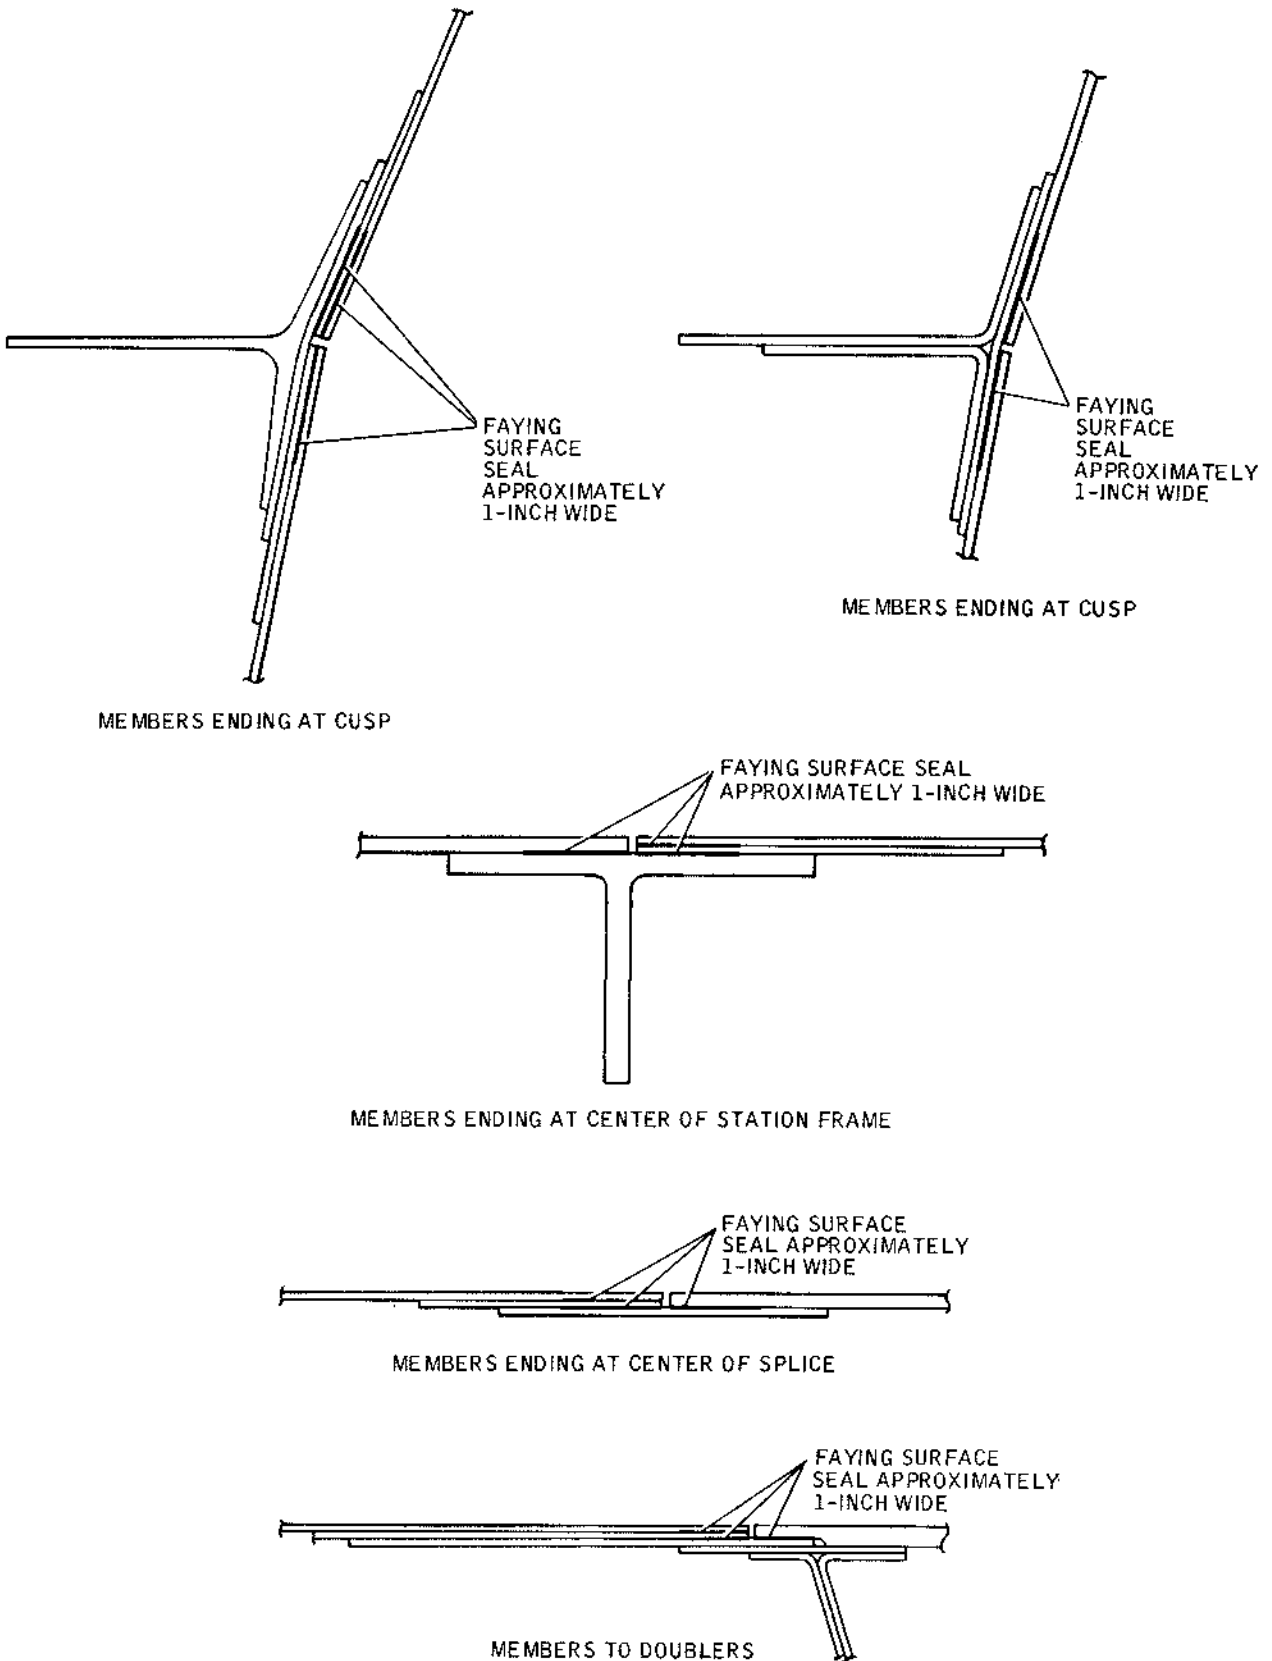 FAYING
SURFACE
SEAL
APPROXIMATELY
1-INCH WIDE
FAYING
SURFACE
SEAL
APPROXIMATELY
1-INCH WIDE
MEMBERS ENDING AT CUSP
MEMBERS ENDING AT CUSP
FAYING SURFACE SEAL
APPROXIMATELY 1-INCH WIDE
MEMBERS ENDING AT CENTER OF STATION FRAME
FAYING SURFACE
SEAL APPROXIMATELY
1-INCH WIDE
MEMBERS ENDING AT CENTER OF SPLICE
FAYING SURFACE
SEAL APPROXIMATELY
1-INCH WIDE
MEMBERS TO DOUBLERS